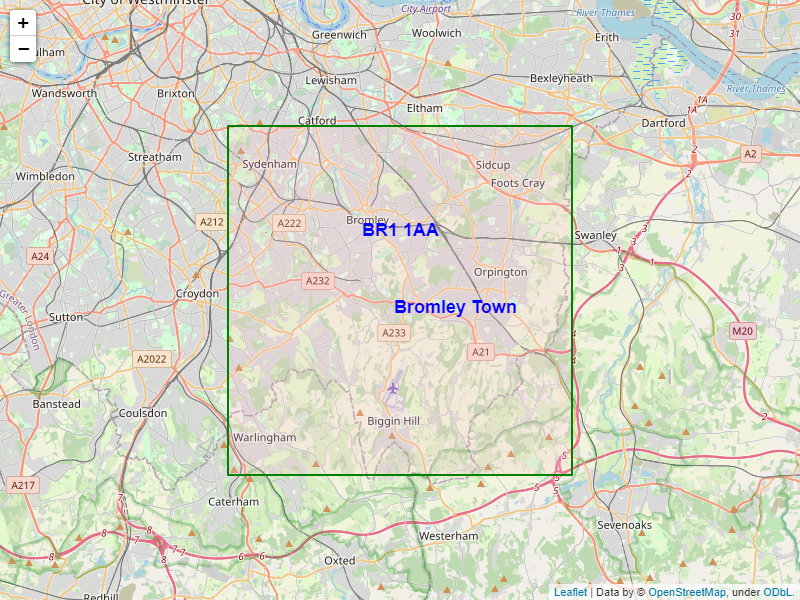 City of Westminster
City Airport
River Thames
+
Greenwich
Woolwich
30
31
Erith
−
Lewisham
Bexleyheath
Wandsworth
Brixton
River Thames
Eltham
1A
1A
Catford
Dartford
Streatham
2
A2
Sydenham
Sidcup
2
Wimbledon
Foots Cray
A212
A222
Bromley
BR1 1AA
3
Swanley
3
1
1
A24
3
Orpington
A232
Croydon
Greater London
Bromley Town
Sutton
A233
4
M20
A2022
A21
4
Banstead
Coulsdon
2
Biggin Hill
Warlingham
5
A217
5
5
7
Caterham
5
8
8
7
7
7
6
6
8
8
Sevenoaks
Westerham
Oxted
Redhill
Leaflet | Data by © OpenStreetMap, under ODbL.